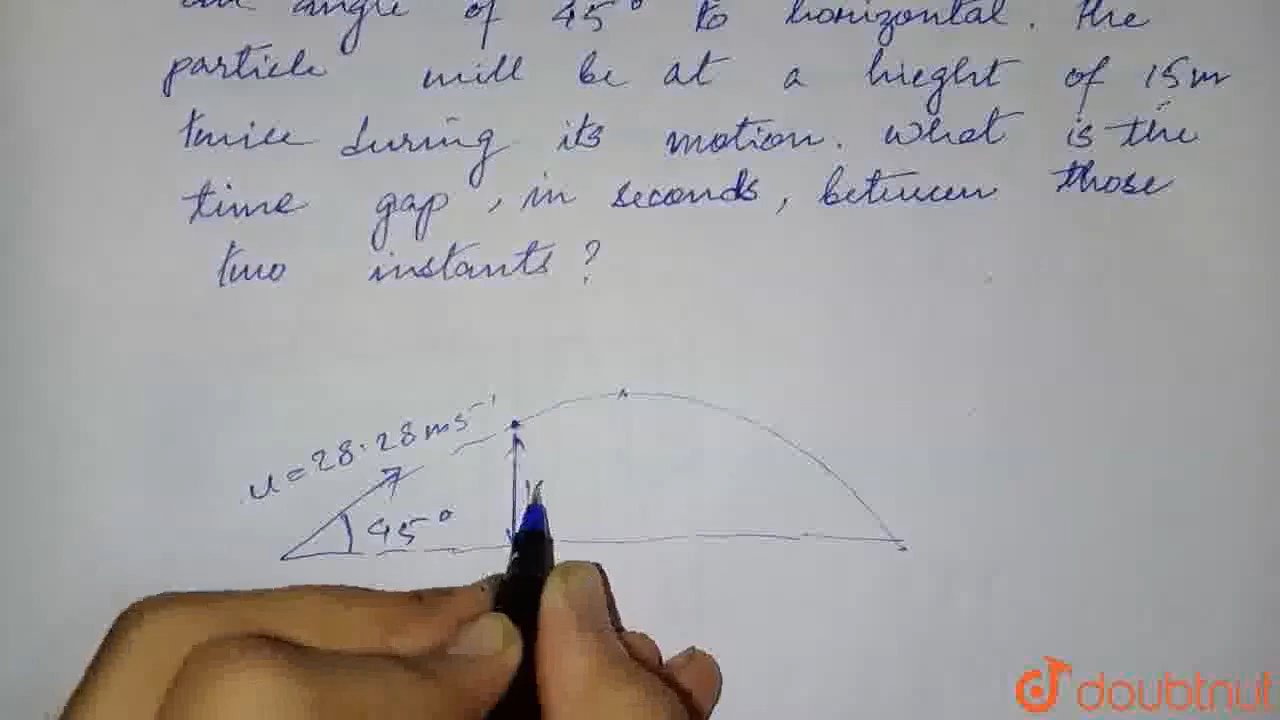 an angle of 45° to horizontal. The
particle will be at a hieght of 15m
twice during its motion. What is the
time gap, in seconds, between those
two instants?
u = 28.28 ms⁻¹
45°
doubtnut